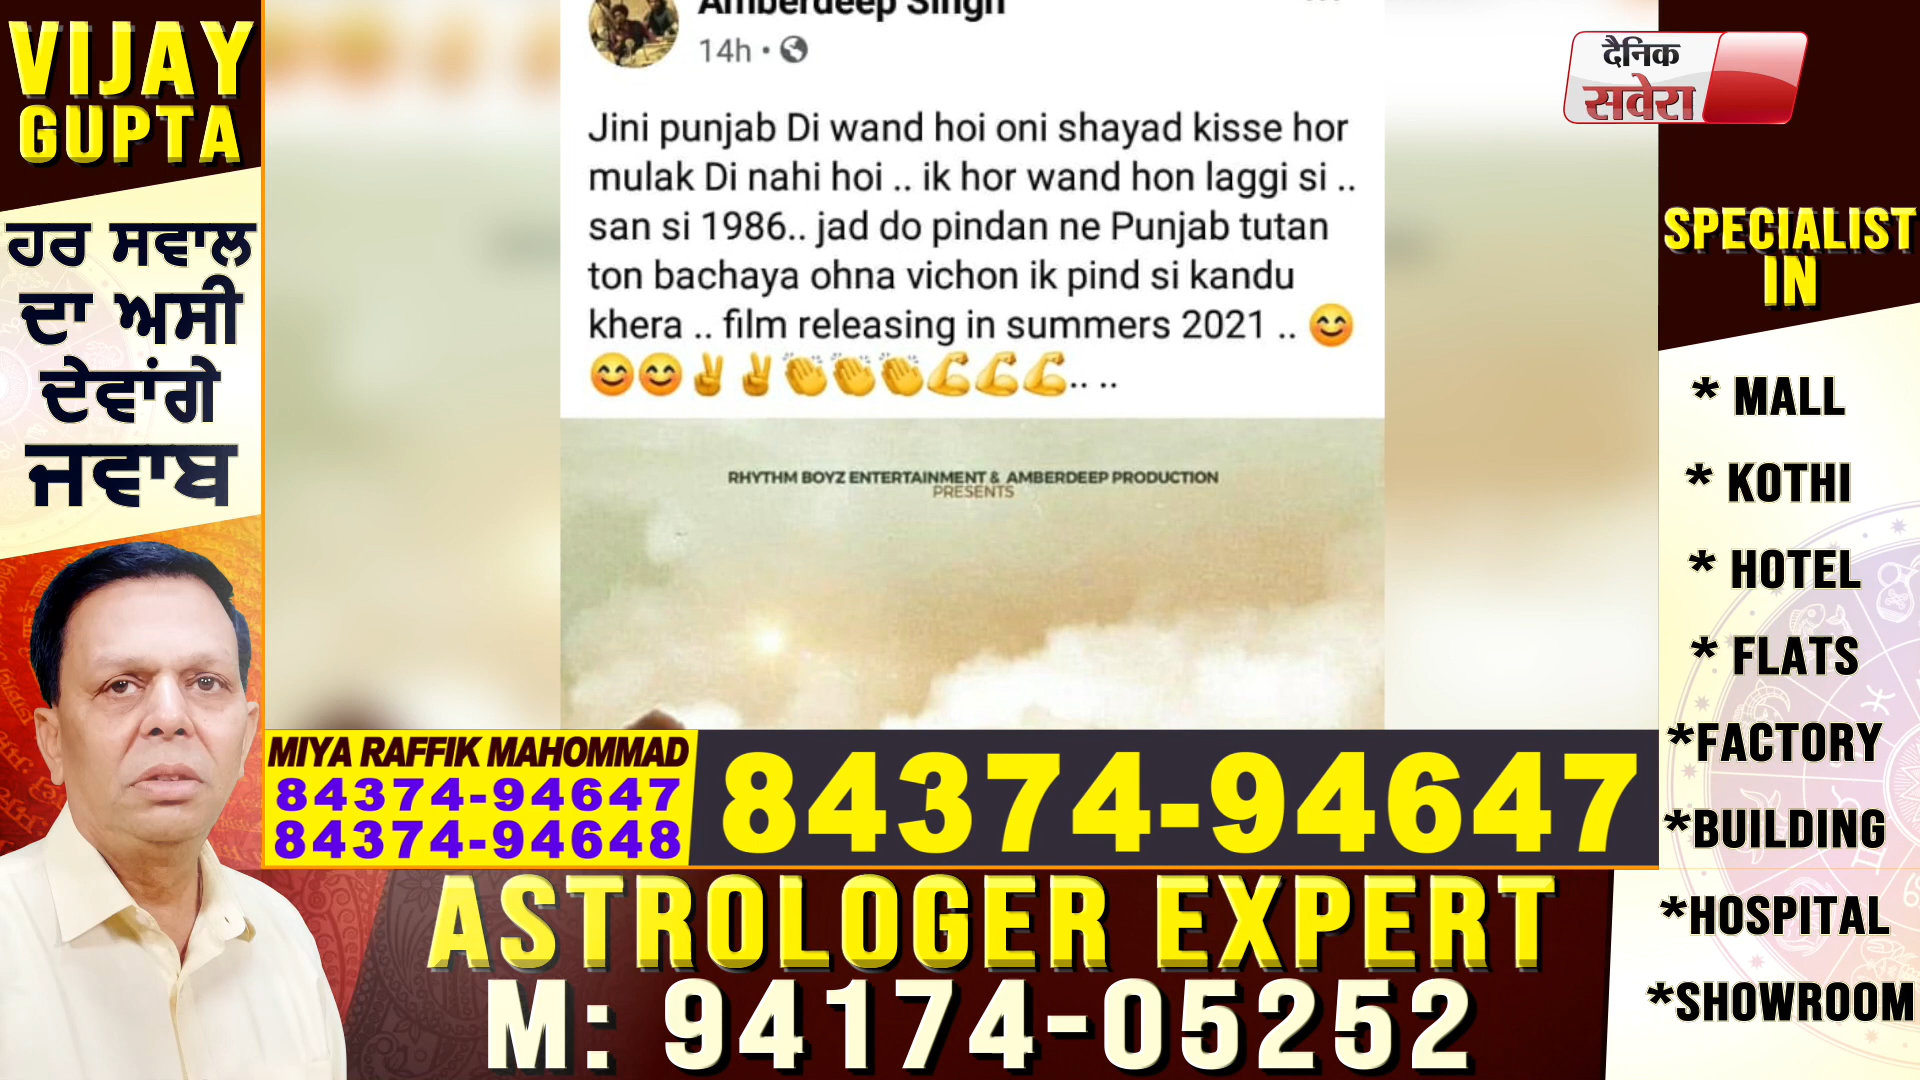 VIJAY
GUPTA
ਹਰ ਸਵਾਲ
ਦਾ ਅਸੀ
ਦੇਵਾਂਗੇ
ਜਵਾਬ
Amberdeep Singh
14h •
Jini punjab Di wand hoi oni shayad kisse hor
mulak Di nahi hoi .. ik hor wand hon laggi si ..
san si 1986.. jad do pindan ne Punjab tutan
ton bachaya ohna vichon ik pind si kandu
khera .. film releasing in summers 2021 .. 😊
😊😊✌✌👏👏👏💪💪💪.. ..
RHYTHM BOYZ ENTERTAINMENT & AMBERDEEP PRODUCTION
PRESENTS
दैनिक
सवेरा
SPECIALIST
IN
* MALL
* KOTHI
* HOTEL
* FLATS
*FACTORY
*BUILDING
*HOSPITAL
*SHOWROOM
MIYA RAFFIK MAHOMMAD
84374-94647
84374-94648
84374-94647
ASTROLOGER EXPERT
M: 94174-05252